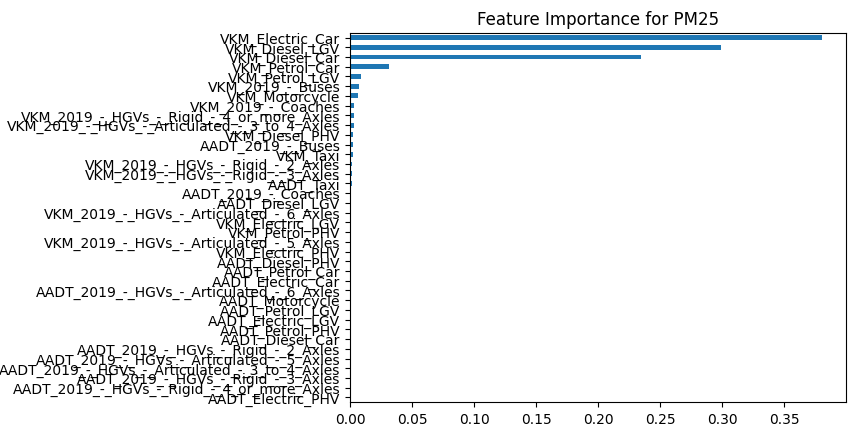 Feature Importance for PM25
VKM_Electric_Car
VKM_Diesel_LGV
VKM_Diesel_Car
VKM_Petrol_Car
VKM_Petrol_LGV
VKM_2019_-_Buses
VKM_Motorcycle
VKM_2019_-_Coaches
VKM_2019_-_HGVs_-_Rigid_-_4_or_more_Axles
VKM_2019_-_HGVs_-_Articulated_-_3_to_4_Axles
VKM_Diesel_PHV
AADT_2019_-_Buses
VKM_Taxi
VKM_2019_-_HGVs_-_Rigid_-_2_Axles
VKM_2019_-_HGVs_-_Rigid_-_3_Axles
AADT_Taxi
AADT_2019_-_Coaches
AADT_Diesel_LGV
VKM_2019_-_HGVs_-_Articulated_-_6_Axles
VKM_Electric_LGV
VKM_Petrol_PHV
VKM_2019_-_HGVs_-_Articulated_-_5_Axles
VKM_Electric_PHV
AADT_Diesel_PHV
AADT_Petrol_Car
AADT_Electric_Car
AADT_2019_-_HGVs_-_Articulated_-_6_Axles
AADT_Motorcycle
AADT_Petrol_LGV
AADT_Electric_LGV
AADT_Petrol_PHV
AADT_Diesel_Car
AADT_2019_-_HGVs_-_Rigid_-_2_Axles
AADT_2019_-_HGVs_-_Articulated_-_5_Axles
AADT_2019_-_HGVs_-_Articulated_-_3_to_4_Axles
AADT_2019_-_HGVs_-_Rigid_-_3_Axles
AADT_2019_-_HGVs_-_Rigid_-_4_or_more_Axles
AADT_Electric_PHV
0.00 0.05 0.10 0.15 0.20 0.25 0.30 0.35